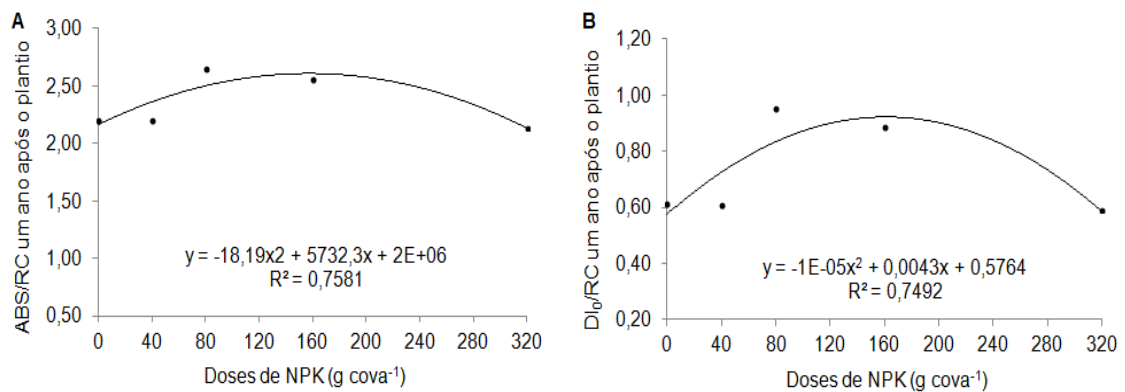 A
ABS/RC um ano após o plantio
3,00
2,50
2,00
1,50
1,00
0,50
y = -18,19x2 + 5732,3x + 2E+06
R² = 0,7581
0 40 80 120 160 200 240 280 320
Doses de NPK (g cova⁻¹)
B
DI₀/RC um ano após o plantio
1,20
1,00
0,80
0,60
0,40
0,20
y = -1E-05x² + 0,0043x + 0,5764
R² = 0,7492
0 40 80 120 160 200 240 280 320
Doses de NPK (g cova⁻¹)